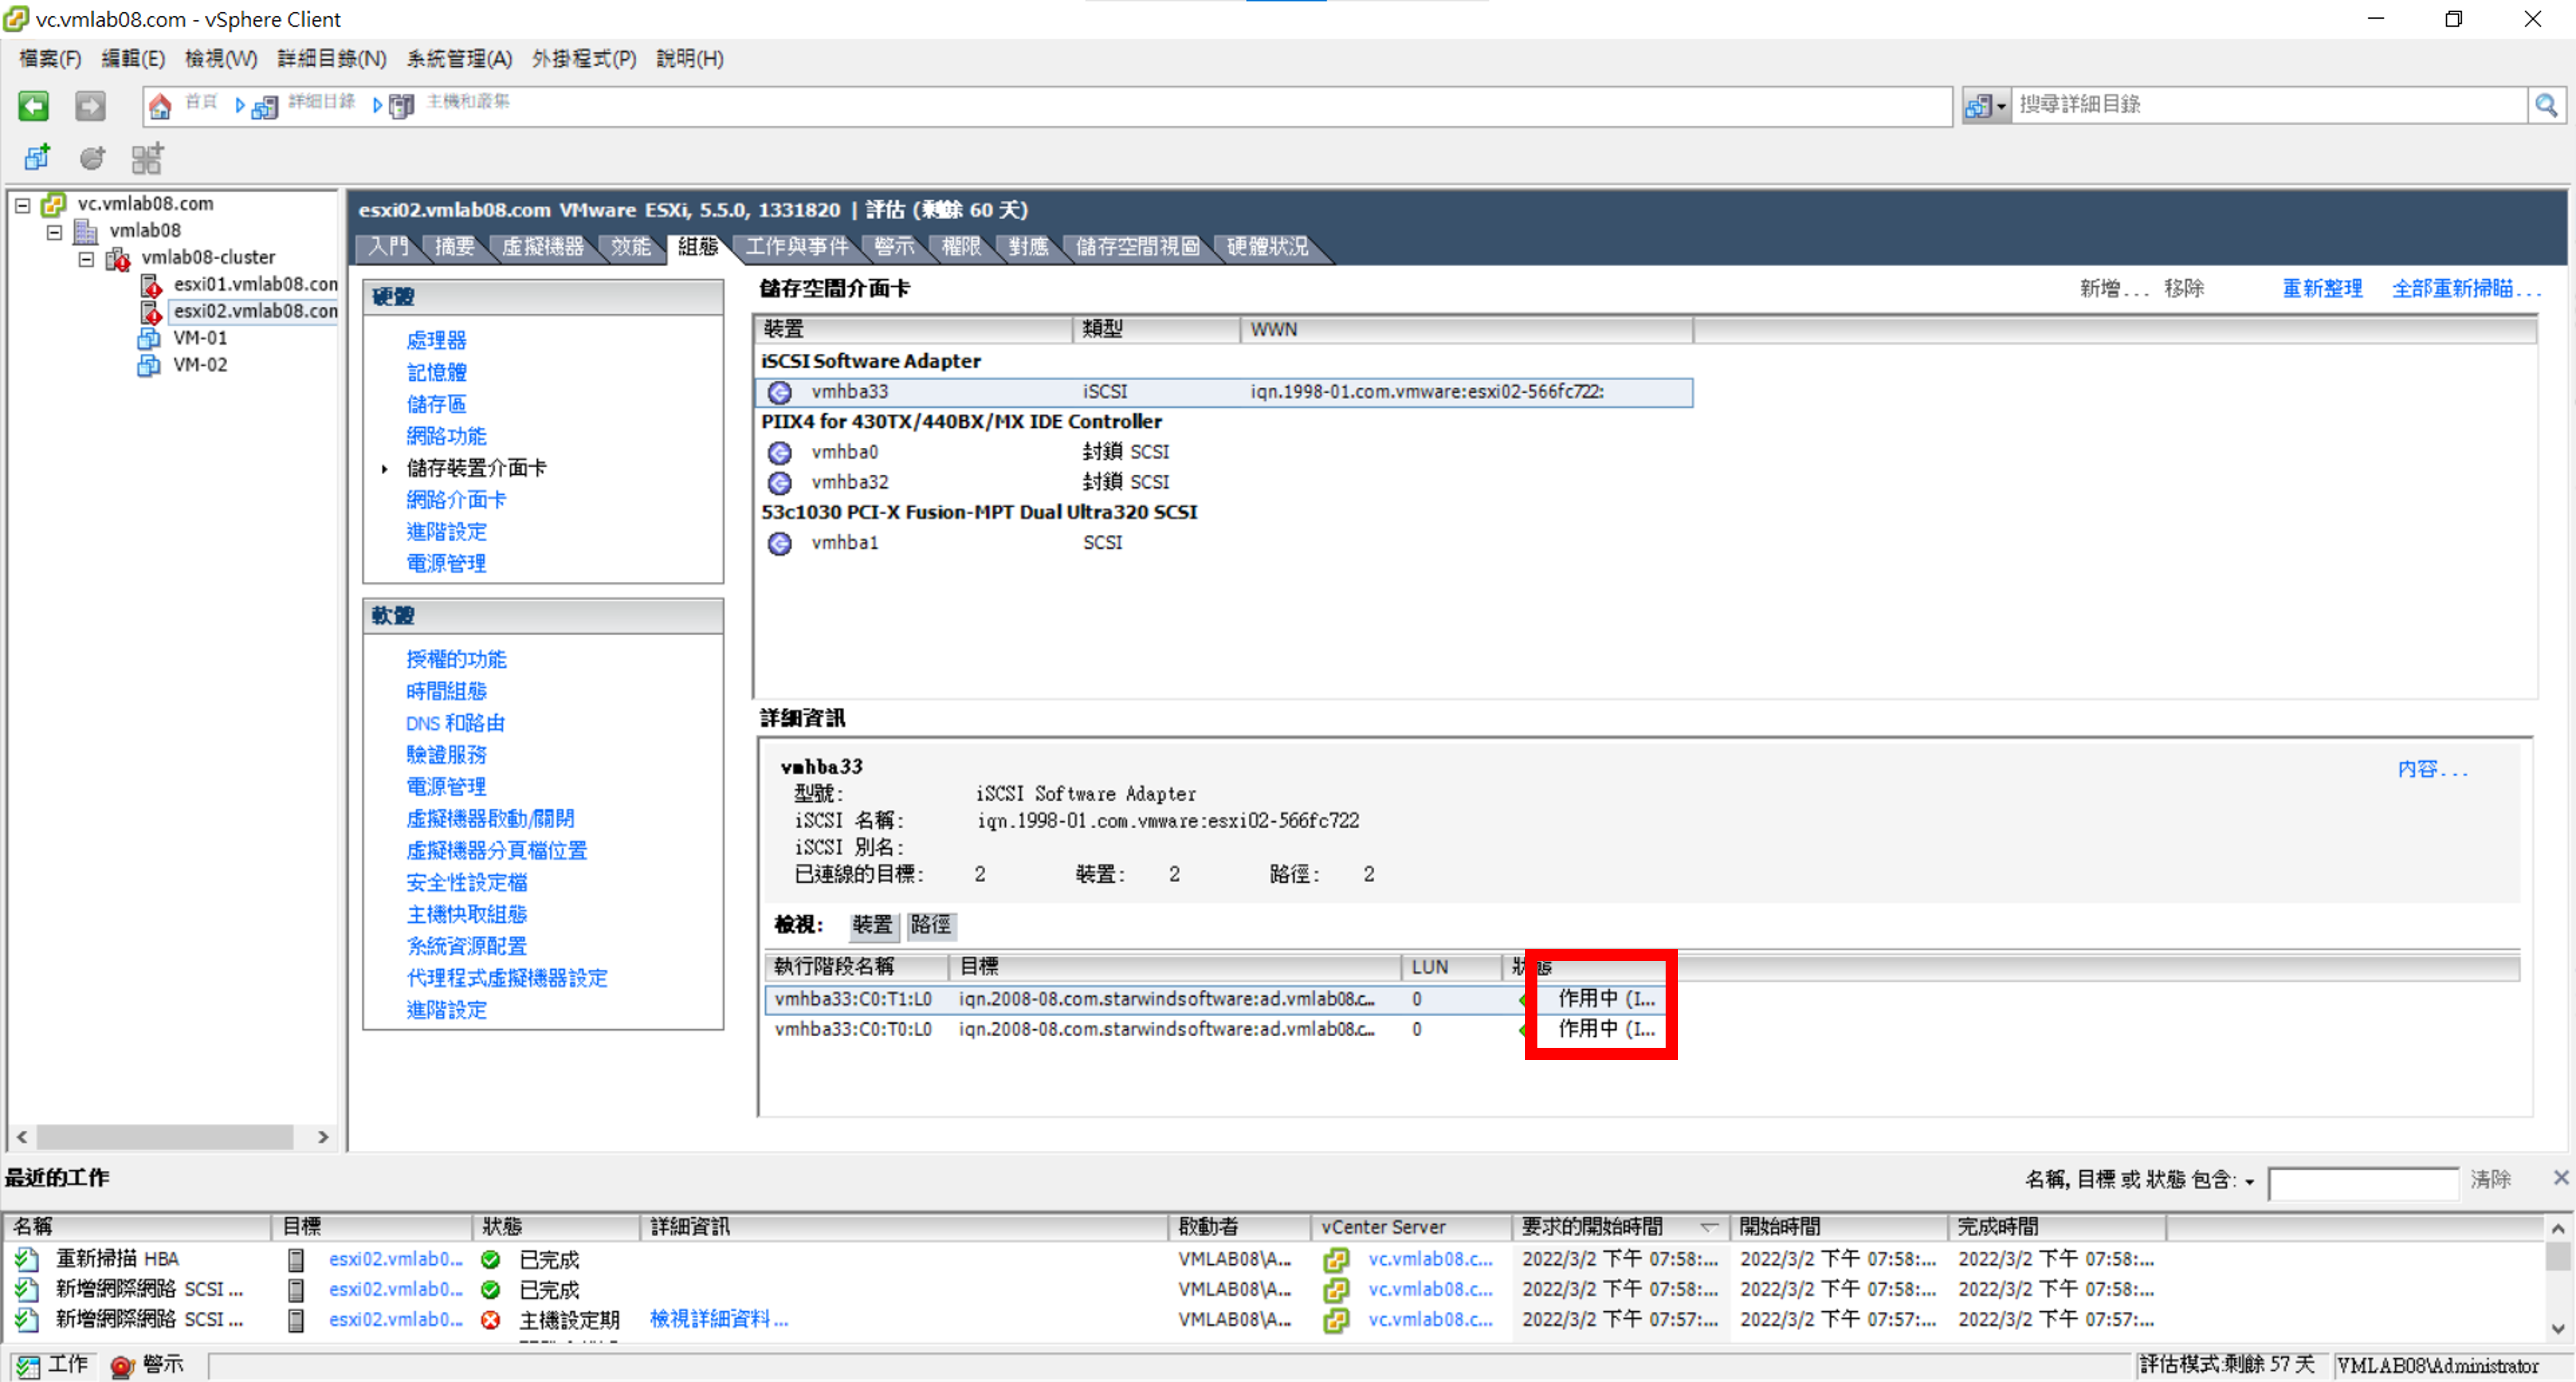 vc.vmlab08.com - vSphere Client
檔案(F) 編輯(E) 檢視(W) 詳細目錄(N) 系統管理(A) 外掛程式(P) 說明(H)
首頁 詳細目錄 主機和叢集 搜尋詳細目錄
vc.vmlab08.com
vmlab08
vmlab08-cluster
esxi01.vmlab08.con
esxi02.vmlab08.con
VM-01
VM-02
esxi02.vmlab08.com VMware ESXi, 5.5.0, 1331820 | 評估 (剩餘 60 天)
入門 摘要 虛擬機器 效能 組態 工作與事件 警示 權限 對應 儲存空間視圖 硬體狀況
硬體
處理器
記憶體
儲存區
網路功能
儲存裝置介面卡
網路介面卡
進階設定
電源管理
軟體
授權的功能
時間組態
DNS 和路由
驗證服務
電源管理
虛擬機器啟動/關閉
虛擬機器分頁檔位置
安全性設定檔
主機快取組態
系統資源配置
代理程式虛擬機器設定
進階設定
儲存空間介面卡 新增... 移除 重新整理 全部重新掃瞄...
裝置 類型 WWN
iSCSI Software Adapter
vmhba33 iSCSI iqn.1998-01.com.vmware:esxi02-566fc722:
PIIX4 for 430TX/440BX/MX IDE Controller
vmhba0 封鎖 SCSI
vmhba32 封鎖 SCSI
53c1030 PCI-X Fusion-MPT Dual Ultra320 SCSI
vmhba1 SCSI
詳細資訊
vmhba33 內容...
型號: iSCSI Software Adapter
iSCSI 名稱: iqn.1998-01.com.vmware:esxi02-566fc722
iSCSI 別名:
已連線的目標: 2 裝置: 2 路徑: 2
檢視: 裝置 路徑
執行階段名稱 目標 LUN 狀態
vmhba33:C0:T1:L0 iqn.2008-08.com.starwindsoftware:ad.vmlab08.c... 0 作用中 (I...
vmhba33:C0:T0:L0 iqn.2008-08.com.starwindsoftware:ad.vmlab08.c... 0 作用中 (I...
最近的工作 名稱, 目標 或 狀態 包含: 清除
名稱 目標 狀態 詳細資訊 啟動者 vCenter Server 要求的開始時間 開始時間 完成時間
重新掃描 HBA esxi02.vmlab0... 已完成 VMLAB08\A... vc.vmlab08.c... 2022/3/2 下午 07:58:... 2022/3/2 下午 07:58:... 2022/3/2 下午 07:58:...
新增網際網路 SCSI ... esxi02.vmlab0... 已完成 VMLAB08\A... vc.vmlab08.c... 2022/3/2 下午 07:58:... 2022/3/2 下午 07:58:... 2022/3/2 下午 07:58:...
新增網際網路 SCSI ... esxi02.vmlab0... 主機設定期 檢視詳細資料... VMLAB08\A... vc.vmlab08.c... 2022/3/2 下午 07:57:... 2022/3/2 下午 07:57:... 2022/3/2 下午 07:57:...
工作 警示 評估模式:剩餘 57 天 VMLAB08\Administrator